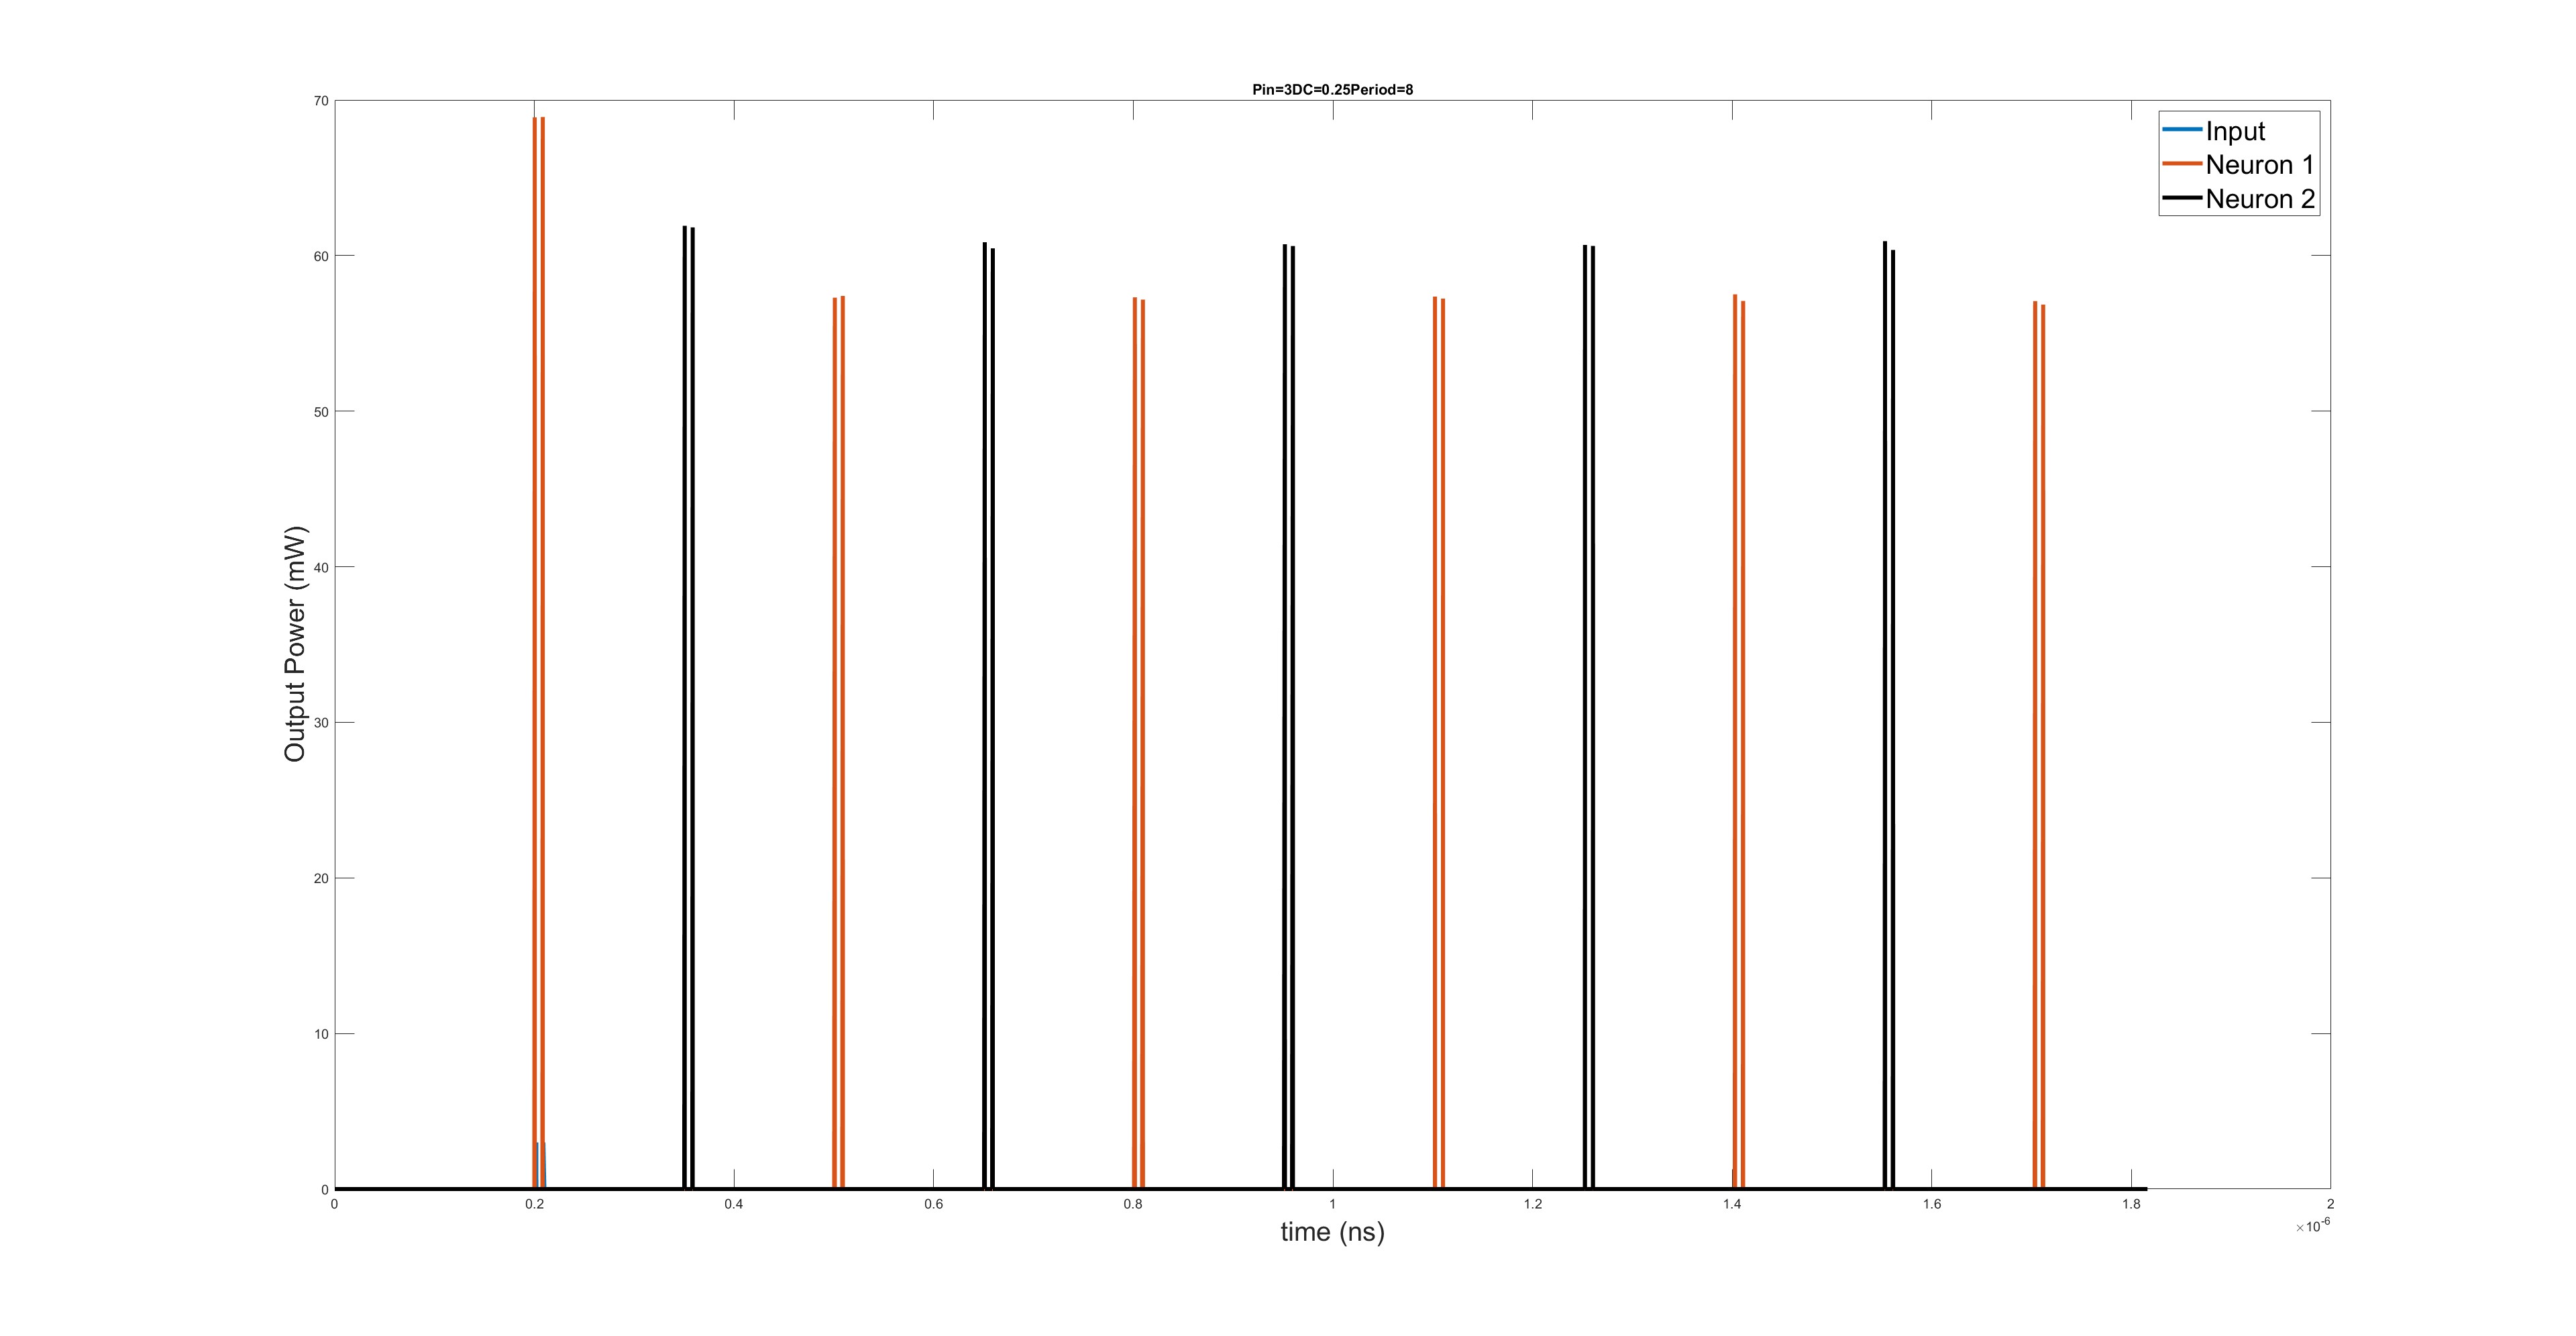 Pin=3DC=0.25Period=8
70
60
50
40
30
20
10
0
Output Power (mW)
Input
Neuron 1
Neuron 2
0 0.2 0.4 0.6 0.8 1 1.2 1.4 1.6 1.8 2
×10-6
time (ns)